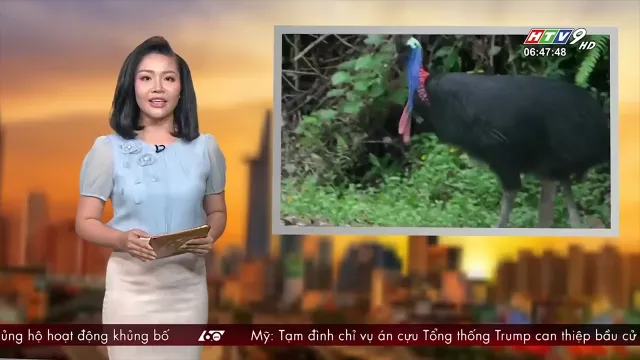 HTV9 HD
06:47:48
ủng hộ hoạt động khủng bố 60 Mỹ: Tạm đình chỉ vụ án cựu Tổng thống Trump can thiệp bầu cử